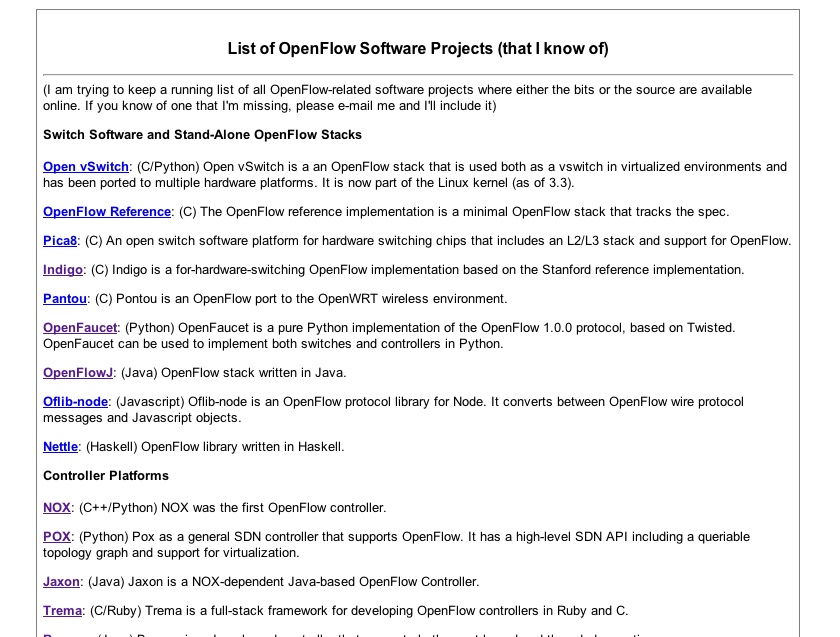 List of OpenFlow Software Projects (that I know of)
(I am trying to keep a running list of all OpenFlow-related software projects where either the bits or the source are available
online. If you know of one that I'm missing, please e-mail me and I'll include it)
Switch Software and Stand-Alone OpenFlow Stacks
Open vSwitch: (C/Python) Open vSwitch is a an OpenFlow stack that is used both as a vswitch in virtualized environments and
has been ported to multiple hardware platforms. It is now part of the Linux kernel (as of 3.3).
OpenFlow Reference: (C) The OpenFlow reference implementation is a minimal OpenFlow stack that tracks the spec.
Pica8: (C) An open switch software platform for hardware switching chips that includes an L2/L3 stack and support for OpenFlow.
Indigo: (C) Indigo is a for-hardware-switching OpenFlow implementation based on the Stanford reference implementation.
Pantou: (C) Pontou is an OpenFlow port to the OpenWRT wireless environment.
OpenFaucet: (Python) OpenFaucet is a pure Python implementation of the OpenFlow 1.0.0 protocol, based on Twisted.
OpenFaucet can be used to implement both switches and controllers in Python.
OpenFlowJ: (Java) OpenFlow stack written in Java.
Oflib-node: (Javascript) Oflib-node is an OpenFlow protocol library for Node. It converts between OpenFlow wire protocol
messages and Javascript objects.
Nettle: (Haskell) OpenFlow library written in Haskell.
Controller Platforms
NOX: (C++/Python) NOX was the first OpenFlow controller.
POX: (Python) Pox as a general SDN controller that supports OpenFlow. It has a high-level SDN API including a queriable
topology graph and support for virtualization.
Jaxon: (Java) Jaxon is a NOX-dependent Java-based OpenFlow Controller.
Trema: (C/Ruby) Trema is a full-stack framework for developing OpenFlow controllers in Ruby and C.